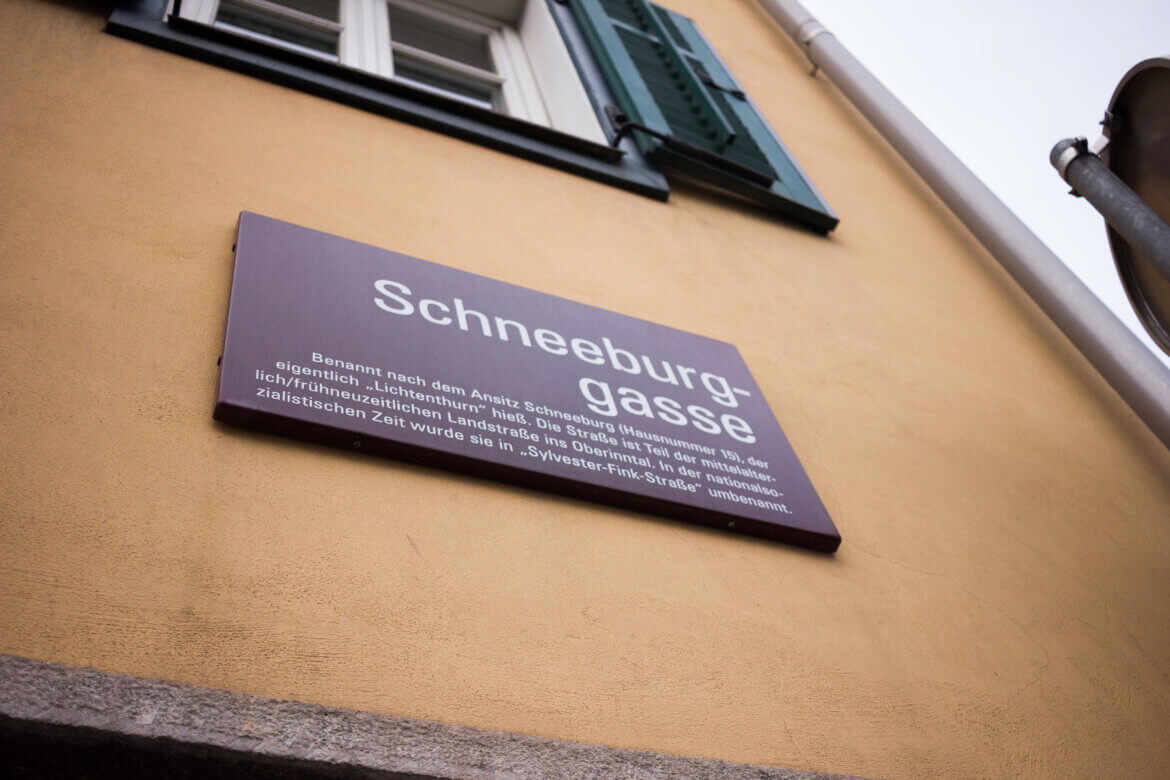 Schneeburg-
gasse
Benannt nach dem Ansitz Schneeburg (Hausnummer 15), der
eigentlich „Lichtenthurn“ hieß. Die Straße ist Teil der mittelalter-
lich/frühneuzeitlichen Landstraße ins Oberinntal. In der nationalso-
zialistischen Zeit wurde sie in „Sylvester-Fink-Straße“ umbenannt.